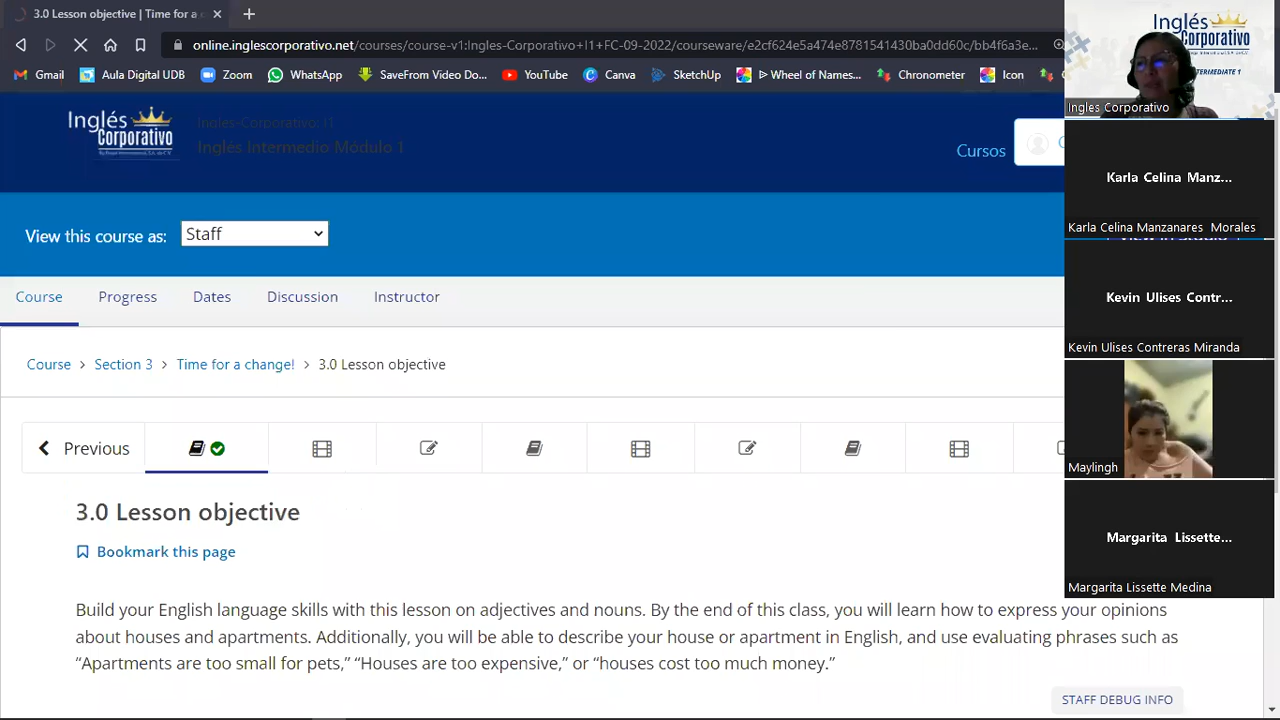 3.0 Lesson objective | Time for a
online.inglescorporativo.net/courses/course-v1:Ingles-Corporativo+I1+FC-09-2022/courseware/e2cf624e5a474e8781541430ba0dd60c/bb4f6a3e...
Gmail
Aula Digital UDB
Zoom
WhatsApp
SaveFrom Video Do...
YouTube
Canva
SketchUp
Wheel of Names...
Icon
Inglés Corporativo
Ingles-Corporativo: I1
Inglés Intermedio Módulo 1
Cursos
View this course as:
Staff
Course
Progress
Dates
Discussion
Instructor
Course > Section 3 > Time for a change! > 3.0 Lesson objective
Previous
3.0 Lesson objective
Bookmark this page
Build your English language skills with this lesson on adjectives and nouns. By the end of this class, you will learn how to express your opinions
about houses and apartments. Additionally, you will be able to describe your house or apartment in English, and use evaluating phrases such as
“Apartments are too small for pets,” “Houses are too expensive,” or “houses cost too much money.”
STAFF DEBUG INFO
Inglés
Corporativo
Ingles Corporativo
Karla Celina Manz...
Karla Celina Manzanares Morales
Kevin Ulises Contr...
Kevin Ulises Contreras Miranda
Maylingh
Margarita Lissette...
Margarita Lissette Medina